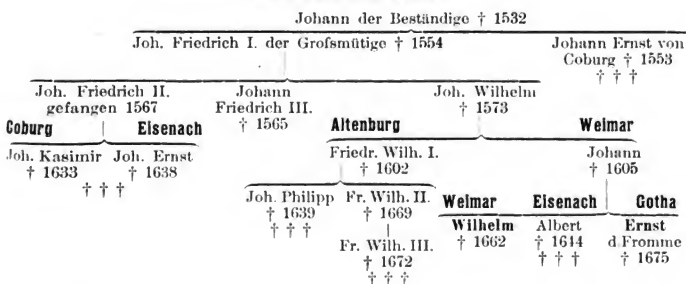 Johann der Beständige † 1532
Joh. Friedrich I. der Großmütige † 1554 Johann Ernst von
Coburg † 1553
† † †
Joh. Friedrich II. Johann Joh. Wilhelm
gefangen 1567 Friedrich III. † 1573
† 1565
Coburg Eisenach Altenburg Weimar
Joh. Kasimir Joh. Ernst Friedr. Wilh. I. Johann
† 1633 † 1638 † 1602 † 1605
† † †
Joh. Philipp Fr. Wilh. II. Weimar Eisenach Gotha
† 1639 † 1669 Wilhelm Albert Ernst
† † † † 1662 † 1644 d. Fromme
Fr. Wilh. III. † † † † 1675
† 1672
† † †